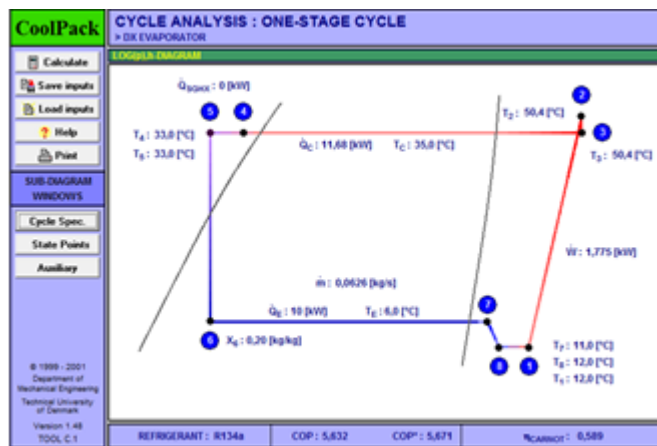 CoolPack
CYCLE ANALYSIS : ONE-STAGE CYCLE
> DX EVAPORATOR
LOG(p),h-DIAGRAM
Calculate
Save inputs
Load inputs
Help
Print
SUB-DIAGRAM
WINDOWS
Cycle Spec.
State Points
Auxiliary
© 1999 - 2001
Department of
Mechanical Engineering
Technical University
of Denmark
Version 1.48
TOOL C.1
Q̇SGHX : 0 [kW]
5 4
2
T2 : 50,4 [°C]
T4 : 33,0 [°C]
3
T5 : 33,0 [°C]
Q̇C : 11,68 [kW] TC : 35,0 [°C]
T3 : 50,4 [°C]
Ẇ : 1,775 [kW]
ṁ : 0,0626 [kg/s]
Q̇E : 10 [kW] TE : 6,0 [°C]
7
6 X6 : 0,20 [kg/kg]
8 1
T7 : 11,0 [°C]
T8 : 12,0 [°C]
T1 : 12,0 [°C]
REFRIGERANT : R134a COP : 5,632 COP* : 5,671 ηCARNOT : 0,589